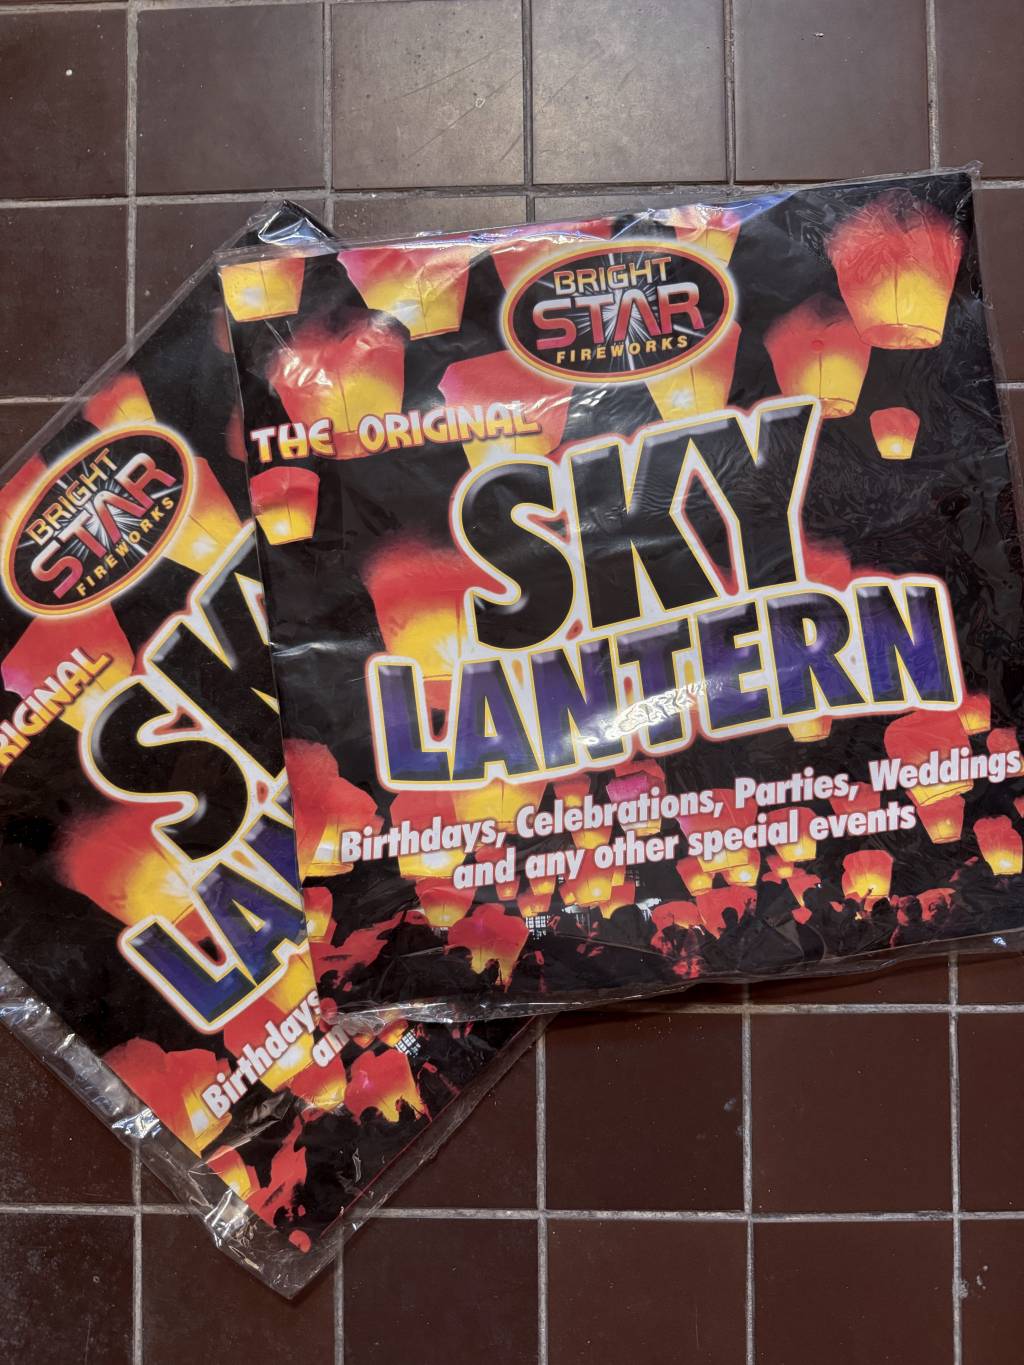 BRIGHT
STAR
FIREWORKS
THE ORIGINAL
SKY
LANTERN
Birthdays, Celebrations, Parties, Weddings
and any other special events
BRIGHT
STAR
FIREWORKS
RIGINAL
SK
LAN
Birthdays
an